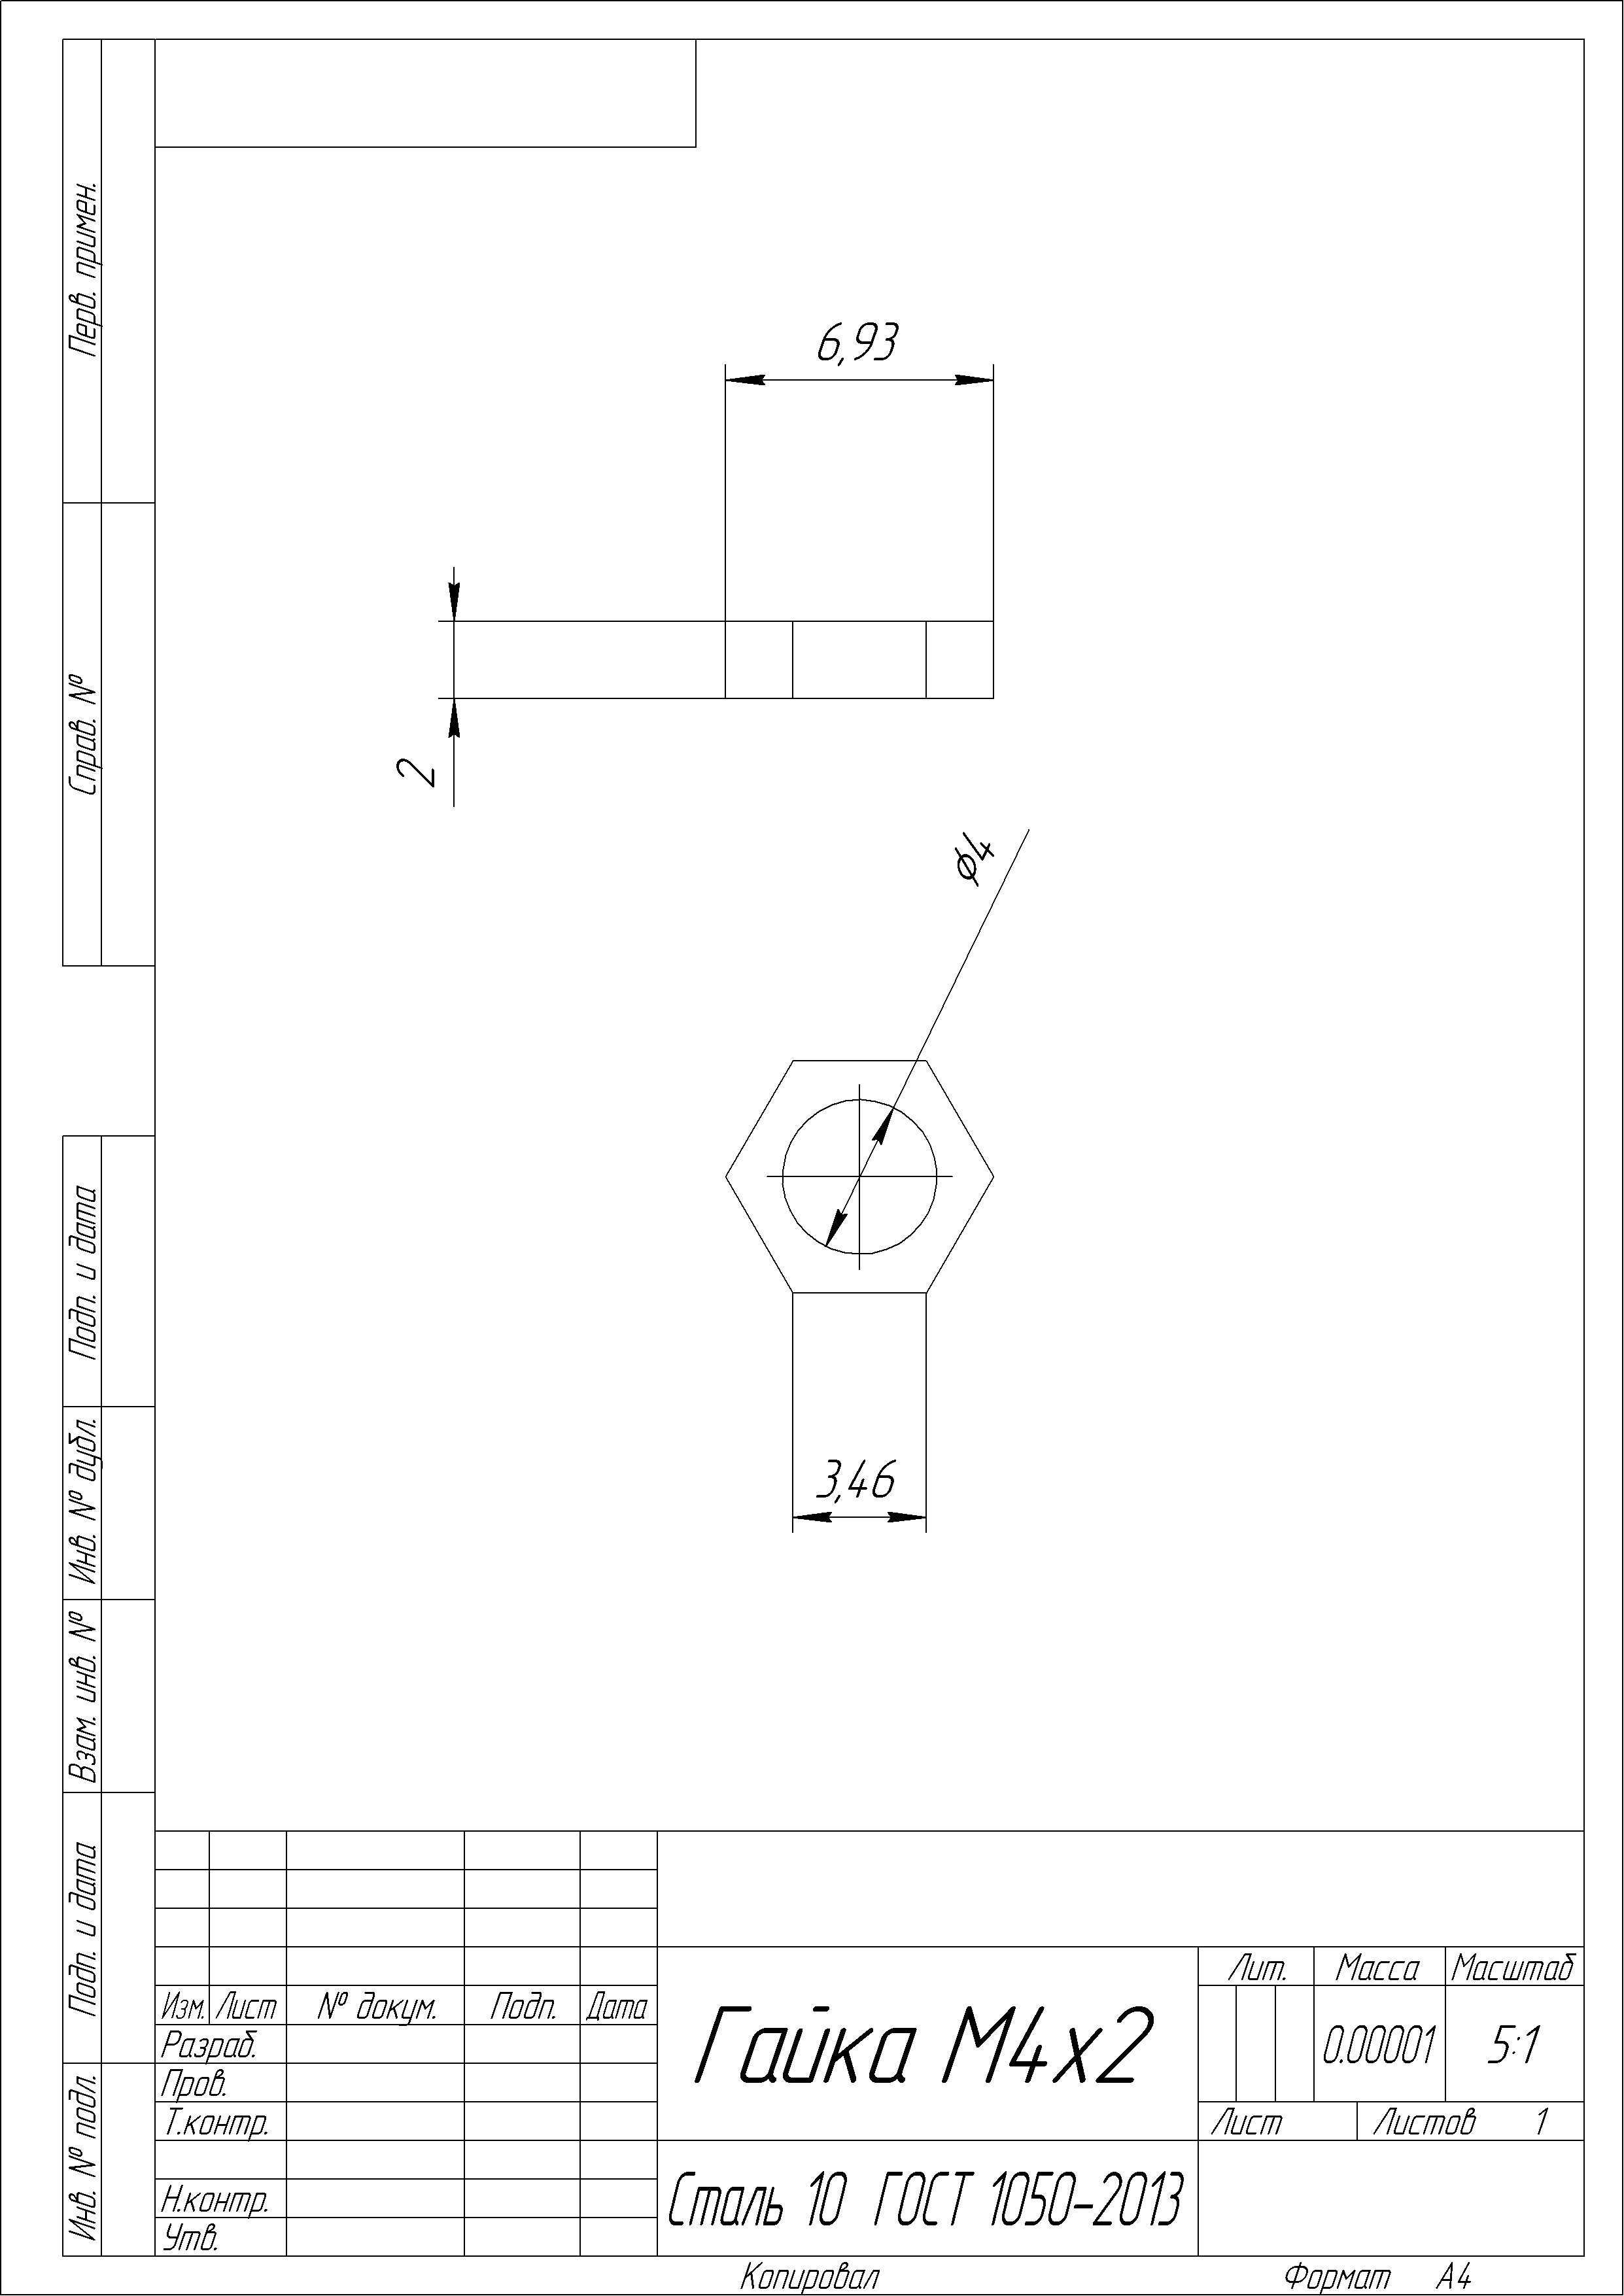 Перв. примен.
Справ. №
Подп. и дата
Инв. № дубл.
Взам. инв. №
Подп. и дата
Инв. № подл.
6,93
2
⌀4
3,46
Изм. Лист № докум. Подп. Дата
Разраб.
Пров.
Т.контр.
Н.контр.
Утв.
Гайка М4х2
Сталь 10 ГОСТ 1050-2013
Лит. Масса Масштаб
0.00001 5:1
Лист Листов 1
Копировал Формат А4